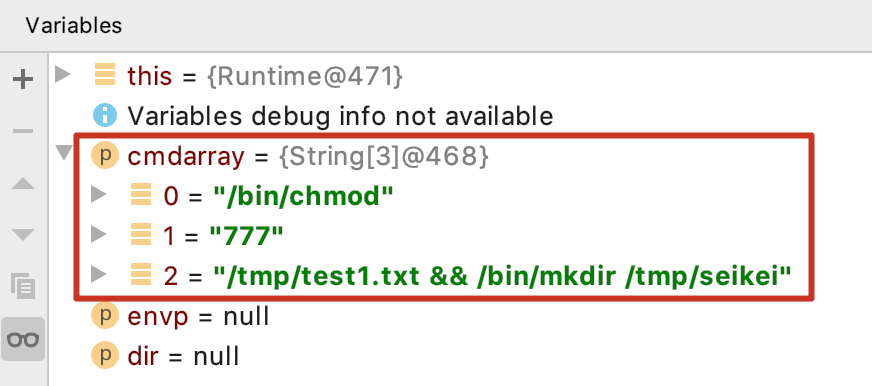 Variables
this = {Runtime@471}
i Variables debug info not available
p cmdarray = {String[3]@468}
0 = "/bin/chmod"
1 = "777"
2 = "/tmp/test1.txt && /bin/mkdir /tmp/seikei"
p envp = null
p dir = null